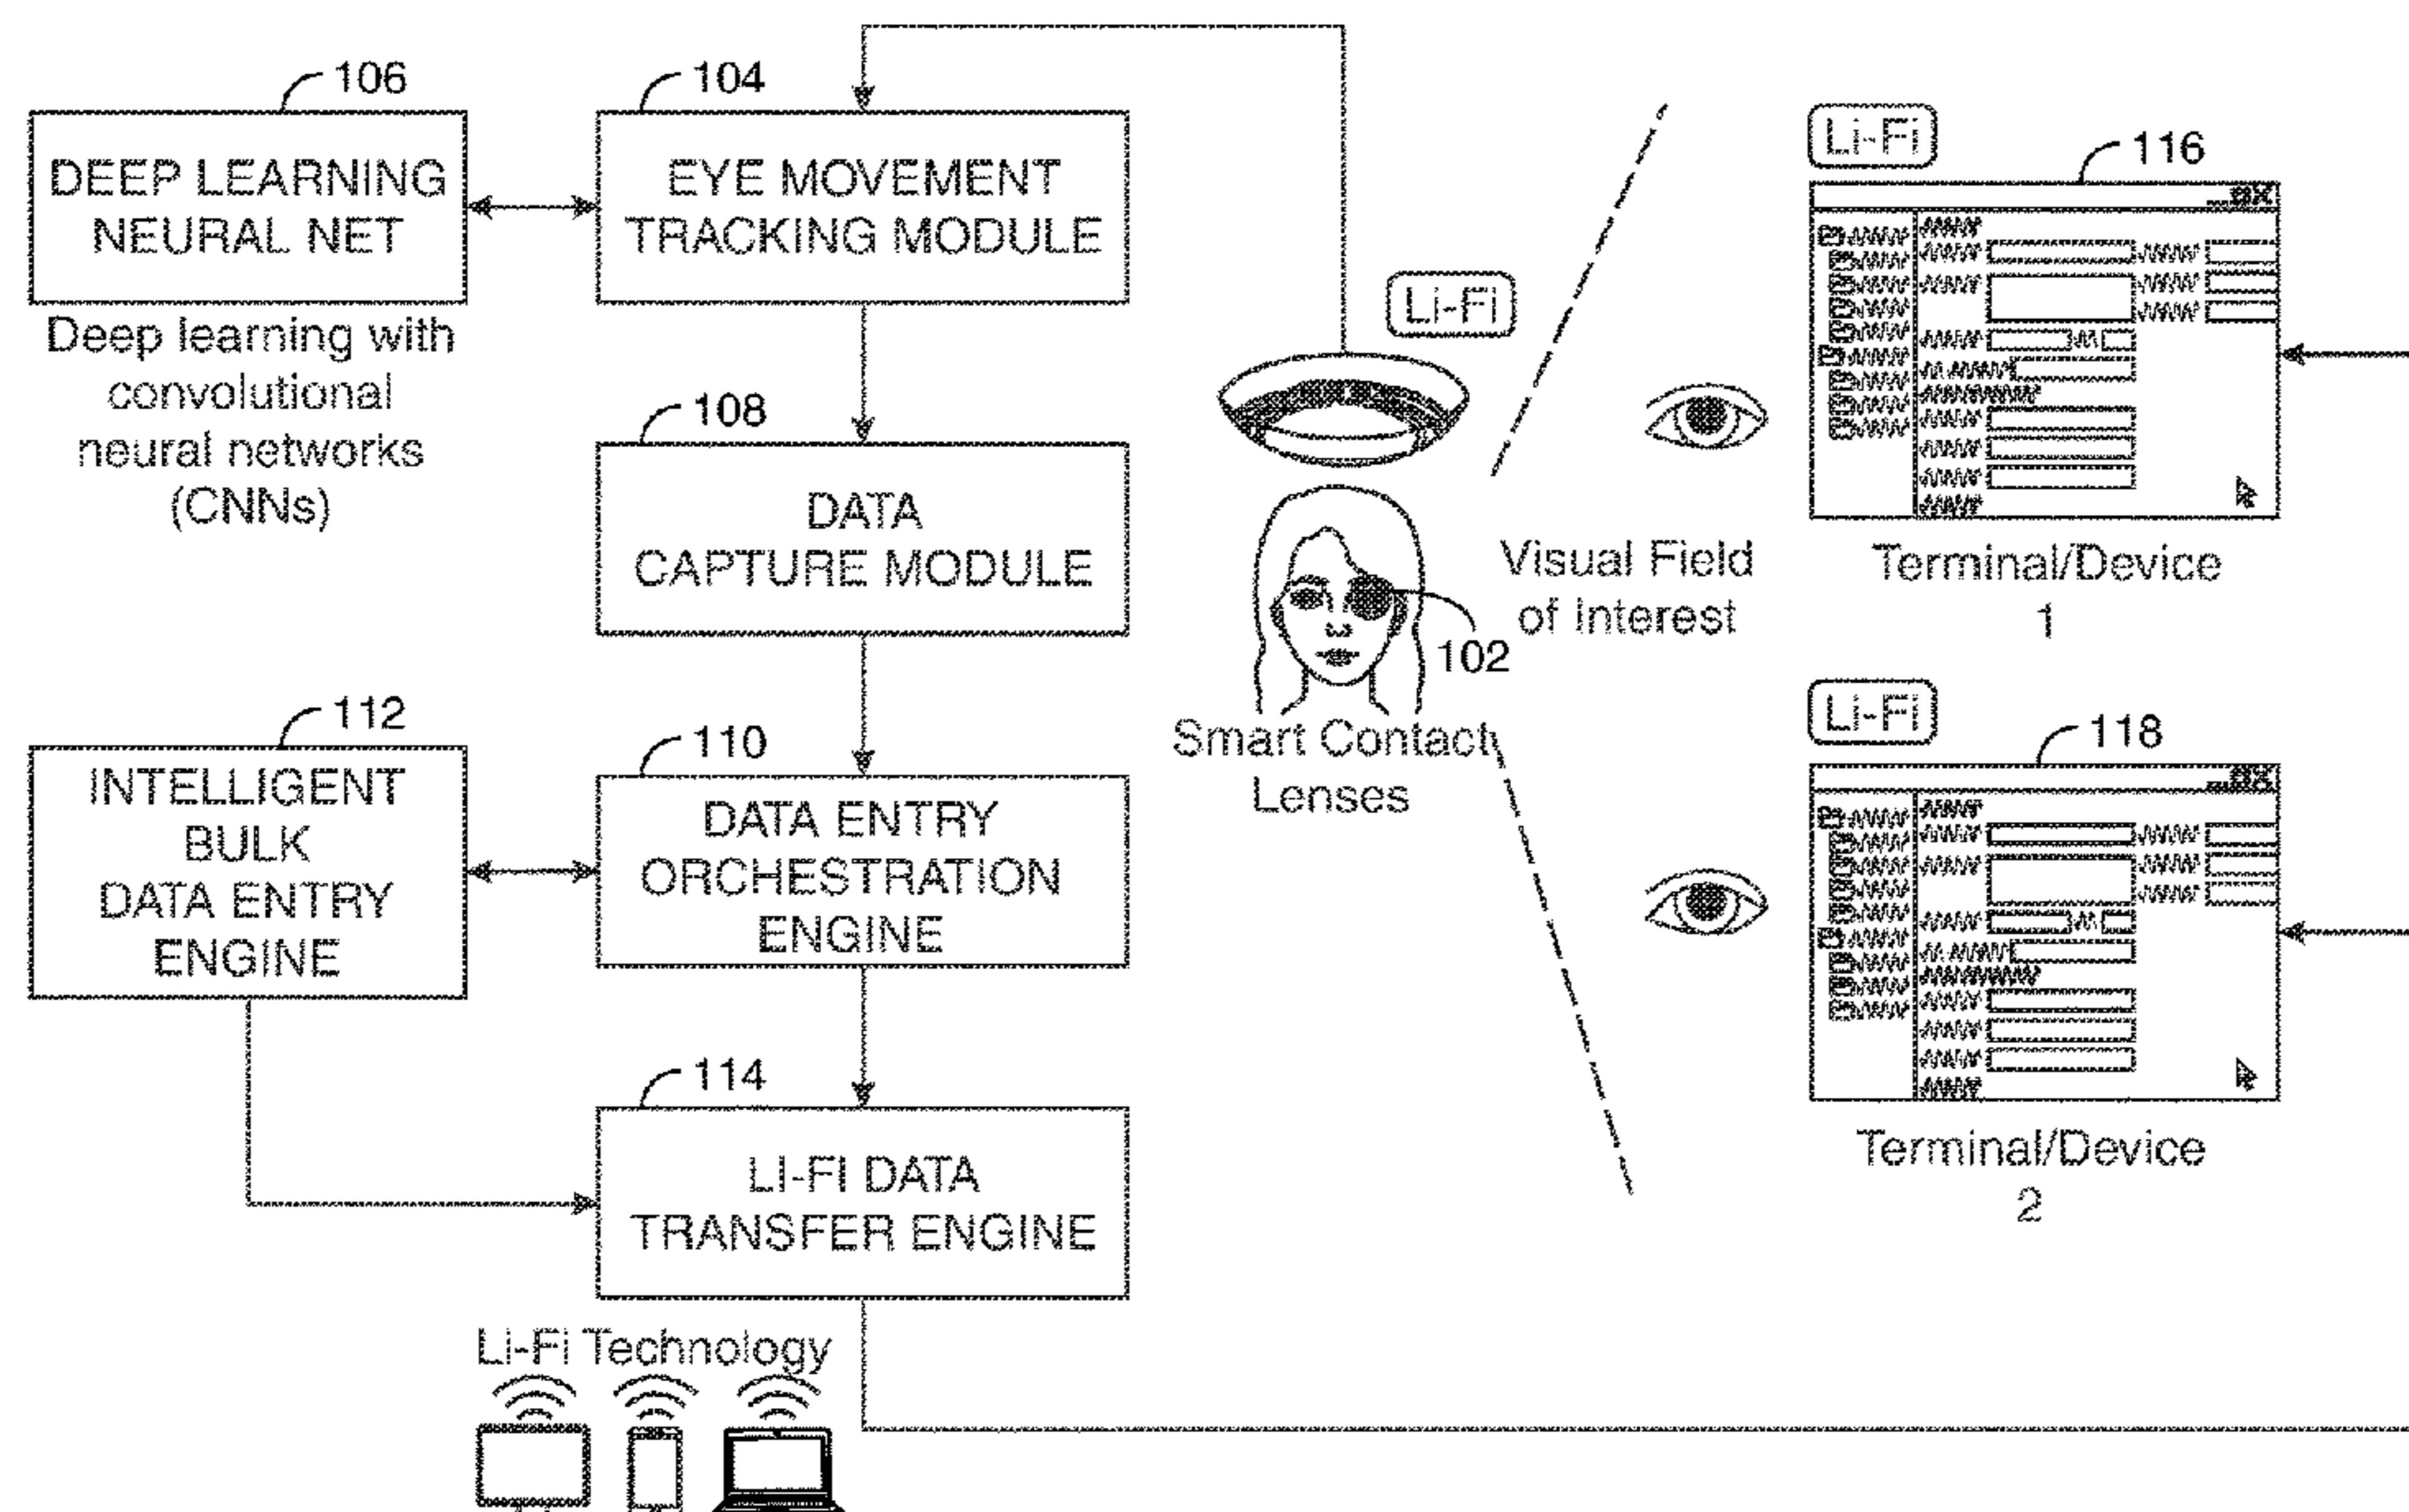 106
DEEP LEARNING
NEURAL NET
Deep learning with
convolutional
neural networks
(CNNs)
104
EYE MOVEMENT
TRACKING MODULE
108
DATA
CAPTURE MODULE
112
INTELLIGENT
BULK
DATA ENTRY
ENGINE
110
DATA ENTRY
ORCHESTRATION
ENGINE
114
LI-FI DATA
TRANSFER ENGINE
Li-Fi Technology
Li-Fi
102
Smart Contact
Lenses
Visual Field
of Interest
Li-Fi
116
Terminal/Device
1
Li-Fi
118
Terminal/Device
2